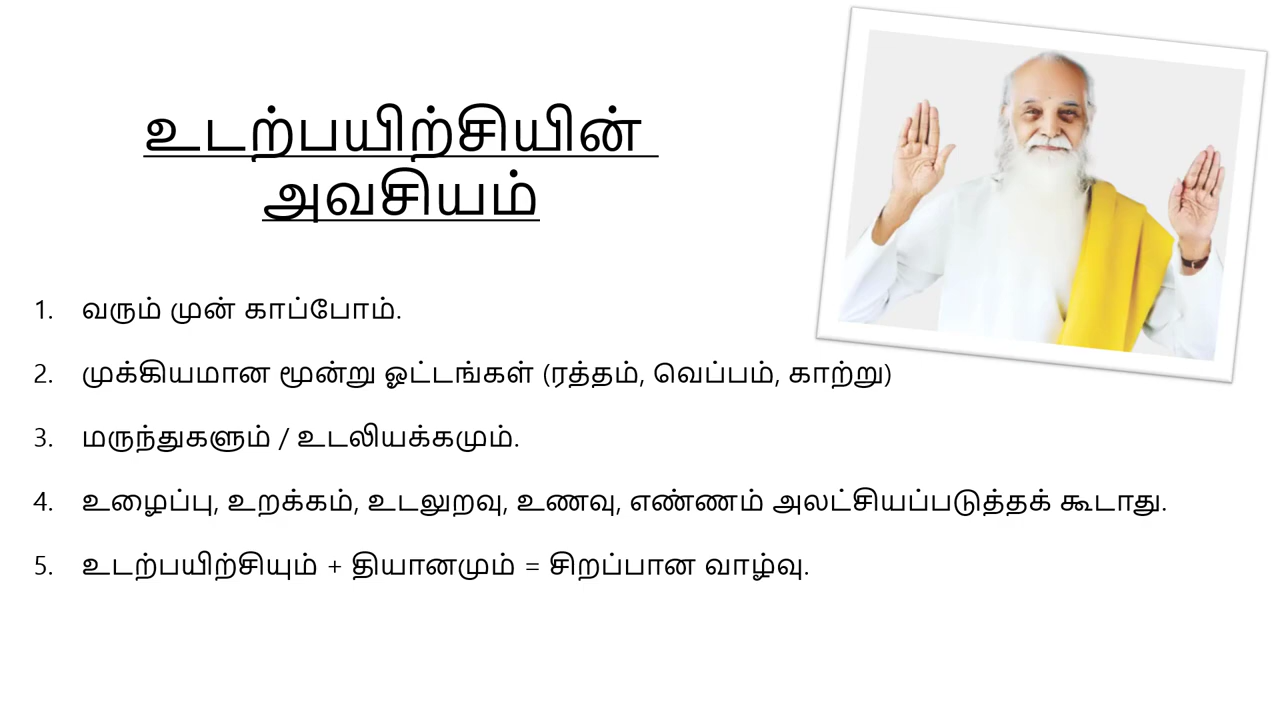 உடற்பயிற்சியின்
அவசியம்
1. வரும் முன் காப்போம்.
2. முக்கியமான மூன்று ஓட்டங்கள் (ரத்தம், வெப்பம், காற்று)
3. மருந்துகளும் / உடலியக்கமும்.
4. உழைப்பு, உறக்கம், உடலுறவு, உணவு, எண்ணம் அலட்சியப்படுத்தக் கூடாது.
5. உடற்பயிற்சியும் + தியானமும் = சிறப்பான வாழ்வு.